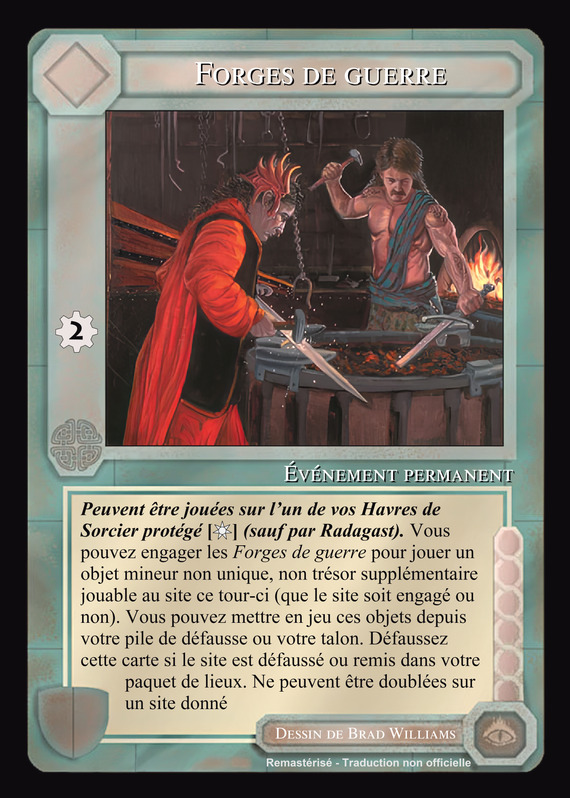 Forges de guerre
2
Événement permanent
Peuvent être jouées sur l'un de vos Havres de
Sorcier protégé [☼] (sauf par Radagast). Vous
pouvez engager les Forges de guerre pour jouer un
objet mineur non unique, non trésor supplémentaire
jouable au site ce tour-ci (que le site soit engagé ou
non). Vous pouvez mettre en jeu ces objets depuis
votre pile de défausse ou votre talon. Défaussez
cette carte si le site est défaussé ou remis dans votre
paquet de lieux. Ne peuvent être doublées sur
un site donné
Dessin de Brad Williams
Remastérisé - Traduction non officielle